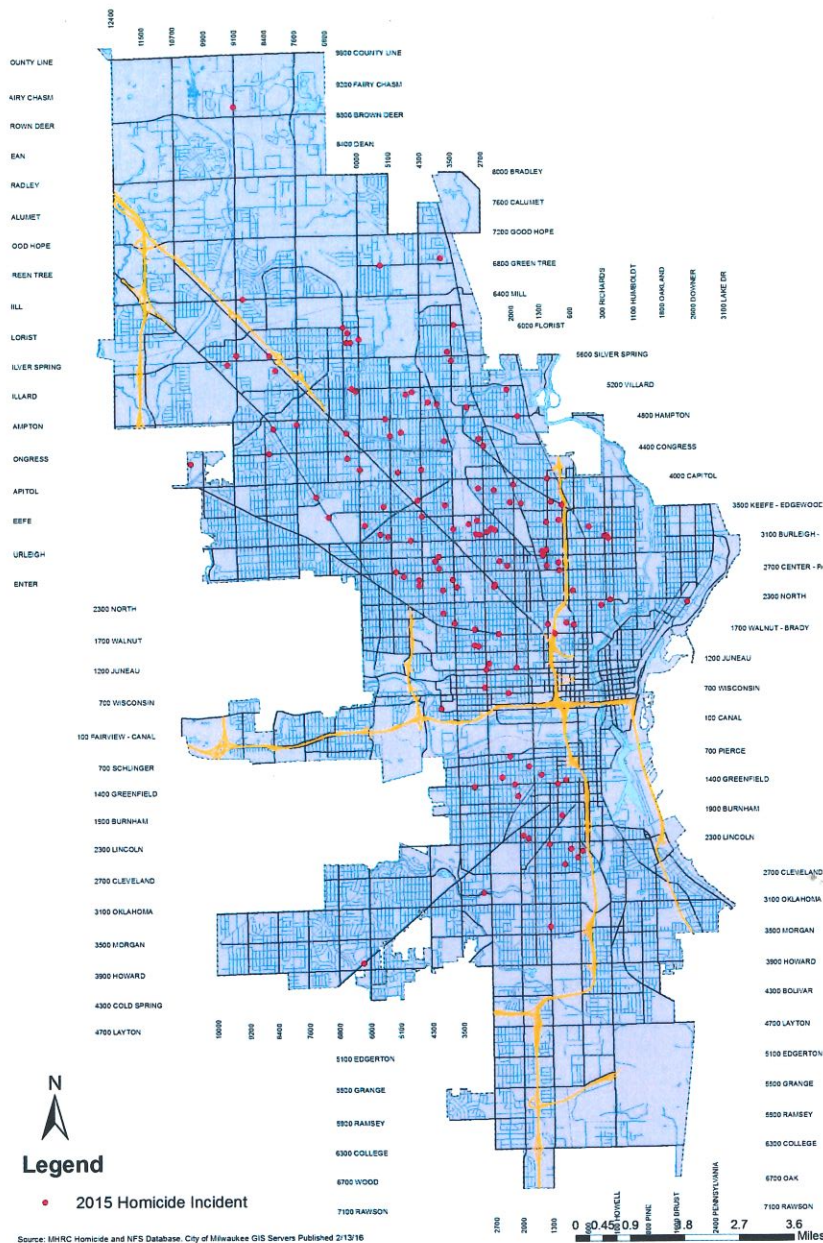 12400
11500
10700
9900
9100
8400
7600
6800
9600 COUNTY LINE
OUNTY LINE
9200 FAIRY CHASM
AIRY CHASM
8800 BROWN DEER
ROWN DEER
8400 DEAN
EAN
6000
5100
4300
3500
2700
8000 BRADLEY
RADLEY
7600 CALUMET
ALUMET
7200 GOOD HOPE
OOD HOPE
6800 GREEN TREE
REEN TREE
6400 MILL
ILL
2000
1300
600
300 RICHARDS
1100 HUMBOLDT
1800 OAKLAND
2600 DOWNER
3100 LAKE DR
6000 FLORIST
LORIST
5600 SILVER SPRING
ILVER SPRING
5200 VILLARD
ILLARD
4800 HAMPTON
AMPTON
4400 CONGRESS
ONGRESS
4000 CAPITOL
APITOL
3500 KEEFE - EDGEWOOD
EEFE
3100 BURLEIGH -
URLEIGH
2700 CENTER - PA
ENTER
2300 NORTH
2300 NORTH
1700 WALNUT - BRADY
1700 WALNUT
1200 JUNEAU
1200 JUNEAU
700 WISCONSIN
700 WISCONSIN
100 CANAL
100 FAIRVIEW - CANAL
700 PIERCE
700 SCHLINGER
1400 GREENFIELD
1400 GREENFIELD
1900 BURNHAM
1900 BURNHAM
2300 LINCOLN
2300 LINCOLN
2700 CLEVELAND
2700 CLEVELAND
3100 OKLAHOMA
3100 OKLAHOMA
3500 MORGAN
3500 MORGAN
3900 HOWARD
3900 HOWARD
4300 BOLIVAR
4300 COLD SPRING
4700 LAYTON
4700 LAYTON
10000
9200
8400
7600
6800
6000
5100
4300
3500
5100 EDGERTON
5100 EDGERTON
5500 GRANGE
5500 GRANGE
5900 RAMSEY
5500 RAMSEY
6300 COLLEGE
6300 COLLEGE
6700 WOOD
6700 OAK
7100 RAWSON
7100 RAWSON
2700
2000
1300
600
HOWELL
PINE
BRUST
2400 PENNSYLVANIA
N
Legend
2015 Homicide Incident
0 0.45 0.9 1.8 2.7 3.6
Miles
Source: MHRC Homicide and NFS Database. City of Milwaukee GIS Servers Published 2/13/16